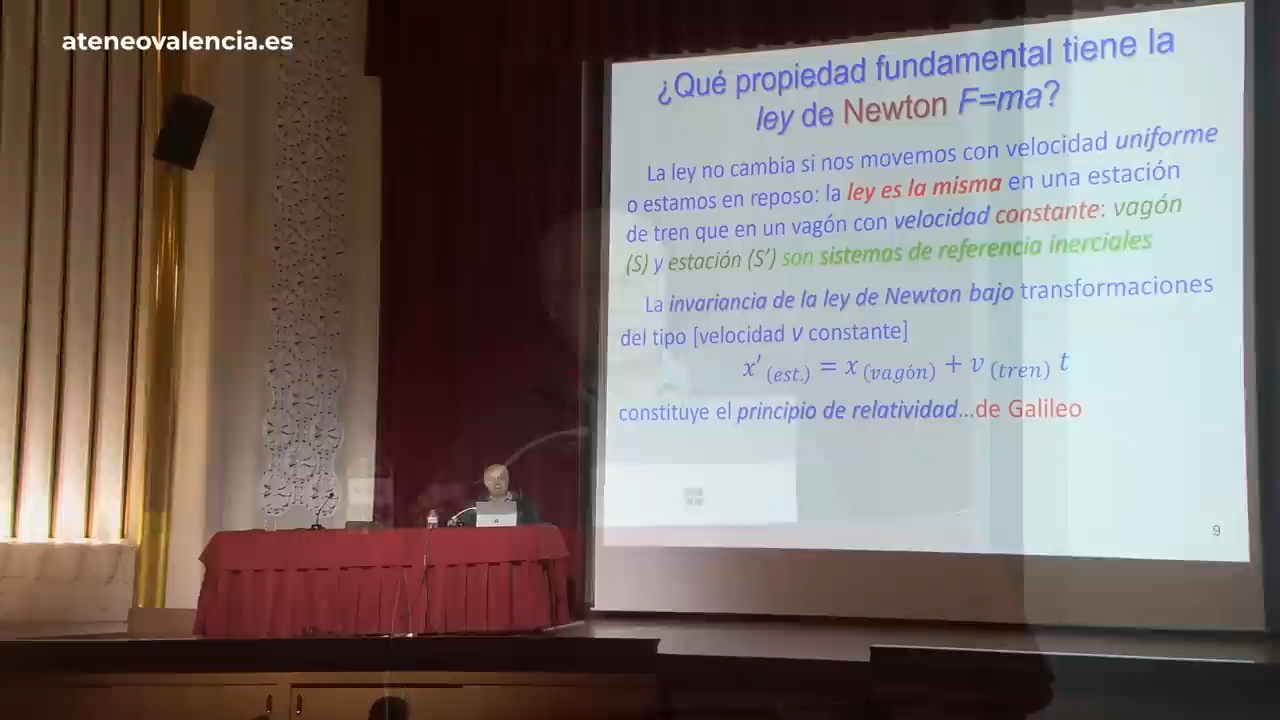 ateneovalencia.es
¿Qué propiedad fundamental tiene la
ley de Newton F=ma?
La ley no cambia si nos movemos con velocidad uniforme
o estamos en reposo: la ley es la misma en una estación
de tren que en un vagón con velocidad constante: vagón
(S) y estación (S') son sistemas de referencia inerciales
La invariancia de la ley de Newton bajo transformaciones
del tipo [velocidad v constante]
x' (est.) = x (vagón) + v (tren) t
constituye el principio de relatividad...de Galileo
9